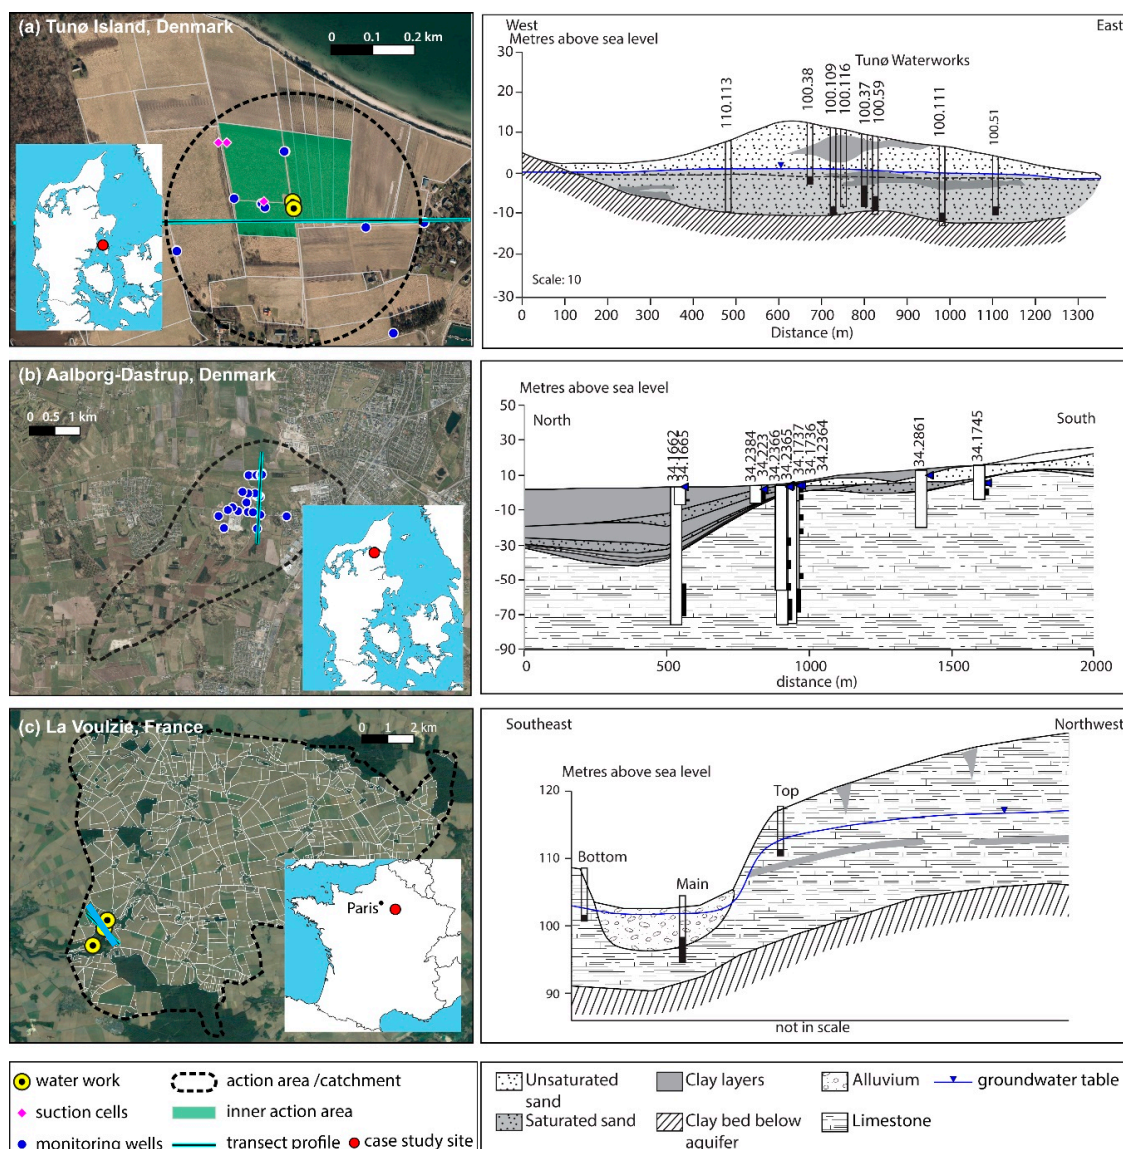 (a) Tunø Island, Denmark
0 0.1 0.2 km
West
East
Metres above sea level
30
20
10
0
-10
-20
-30
Tunø Waterworks
110.113
100.38
100.109
100.116
100.37
100.59
100.111
100.51
Scale: 10
0 100 200 300 400 500 600 700 800 900 1000 1100 1200 1300
Distance (m)
(b) Aalborg-Dastrup, Denmark
0 0.5 1 km
Metres above sea level
50
30
10
-10
-30
-50
-70
-90
North
South
34.1662
34.1665
34.2384
34.223
34.2366
34.2365
34.1737
34.1736
34.2364
34.2861
34.1745
0 500 1000 1500 2000
distance (m)
(c) La Voulzie, France
0 1 2 km
Paris
Southeast
Northwest
Metres above sea level
120
110
100
90
Bottom
Main
Top
not in scale
water work
action area /catchment
suction cells
inner action area
monitoring wells
transect profile
case study site
Unsaturated sand
Clay layers
Alluvium
groundwater table
Saturated sand
Clay bed below aquifer
Limestone